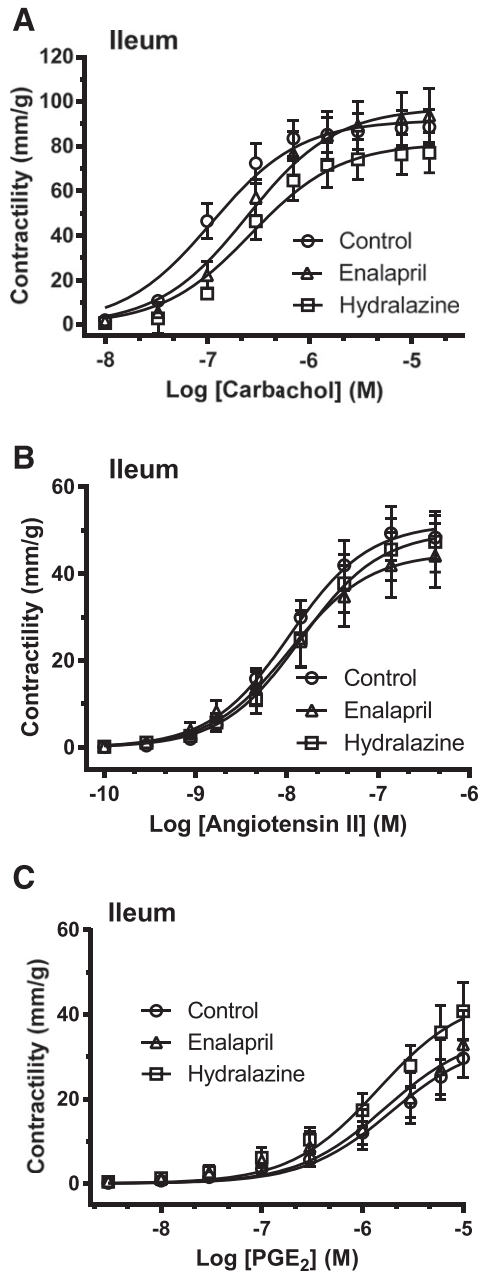 A
Ileum
120
100
80
60
40
20
0
Contractility (mm/g)
Control
Enalapril
Hydralazine
-8 -7 -6 -5
Log [Carbachol] (M)
B
Ileum
60
40
20
0
Contractility (mm/g)
Control
Enalapril
Hydralazine
-10 -9 -8 -7 -6
Log [Angiotensin II] (M)
C
Ileum
60
40
20
0
Contractility (mm/g)
Control
Enalapril
Hydralazine
-8 -7 -6 -5
Log [PGE₂] (M)